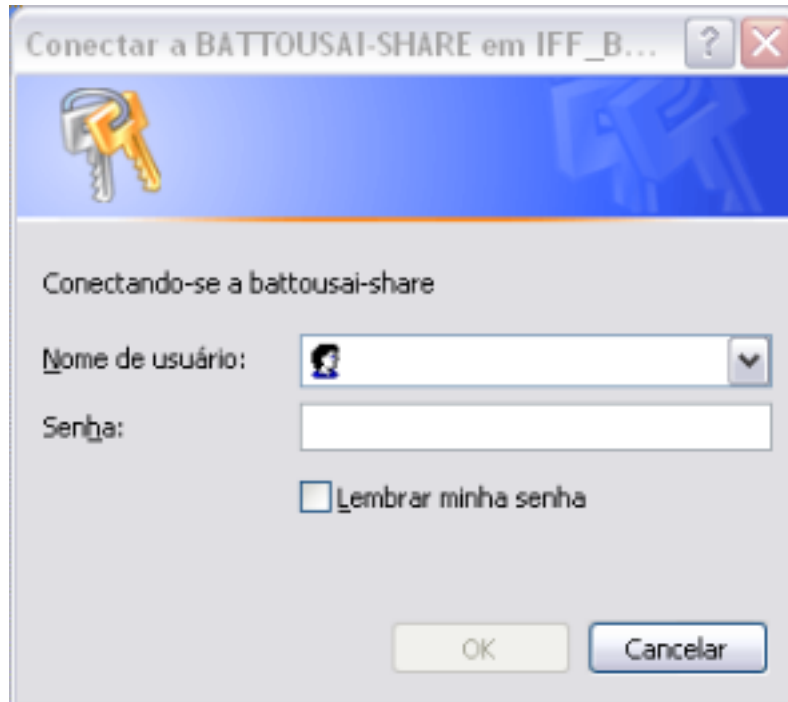 Conectar a BATTOUSAI-SHARE em IFF_B...
Conectando-se a battousai-share
Nome de usuário:
Senha:
Lembrar minha senha
OK
Cancelar